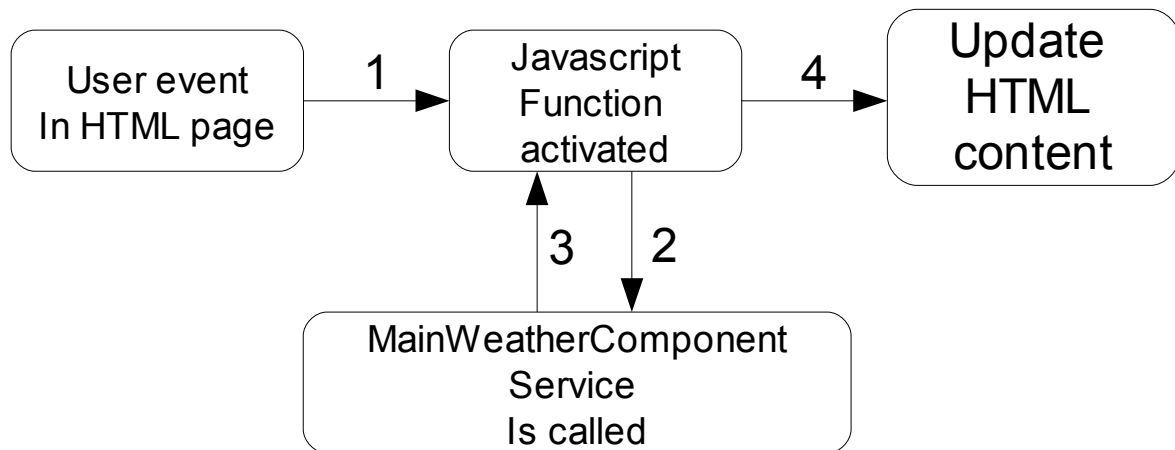 User event
In HTML page
1
Javascript
Function
activated
4
Update
HTML
content
3
2
MainWeatherComponent
Service
Is called